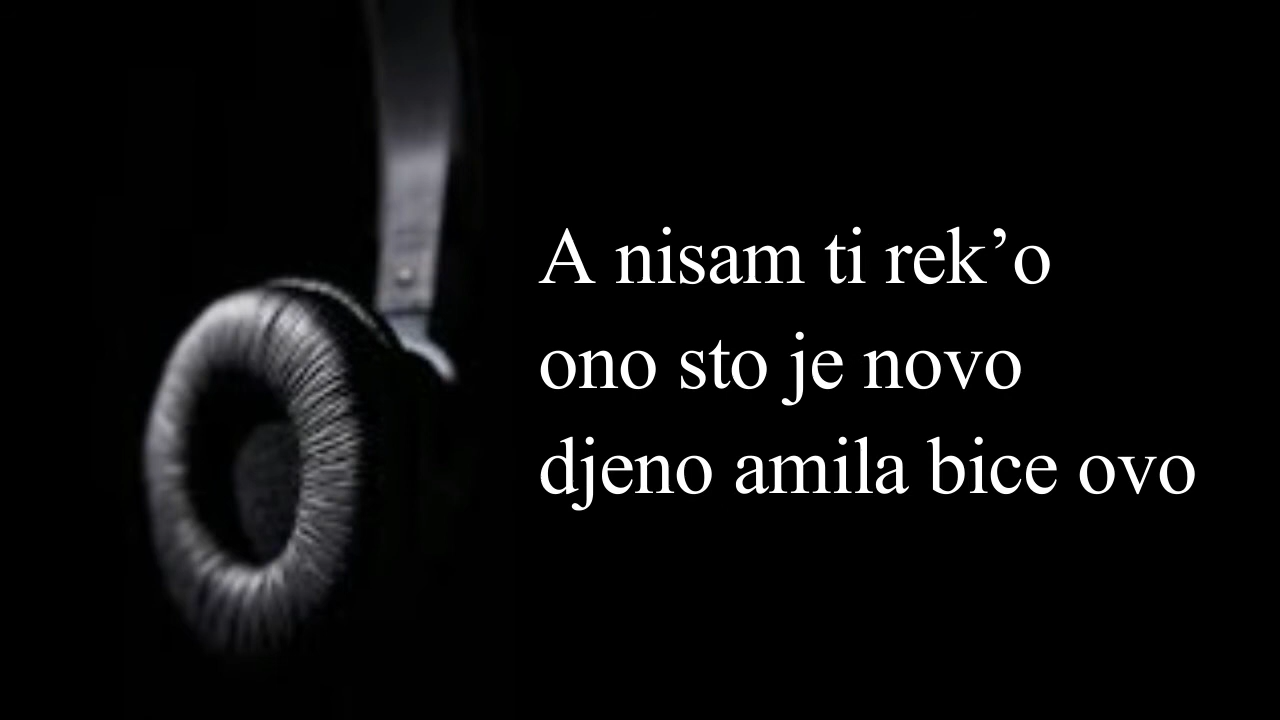 A nisam ti rek’o
ono sto je novo
djeno amila bice ovo